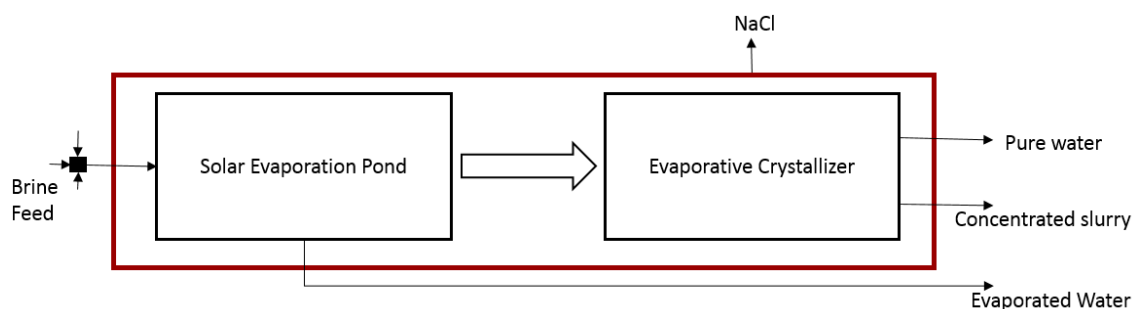 NaCl
Solar Evaporation Pond
Evaporative Crystallizer
Pure water
Brine
Feed
Concentrated slurry
Evaporated Water